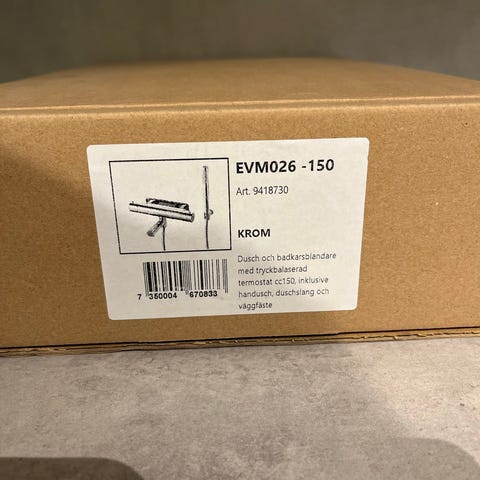 EVM026 -150
Art. 9418730
KROM
Dusch och badkarsblandare
med tryckbalaserad
termostat cc150, inklusive
handusch, duschslang och
väggfäste
7 350004 670833